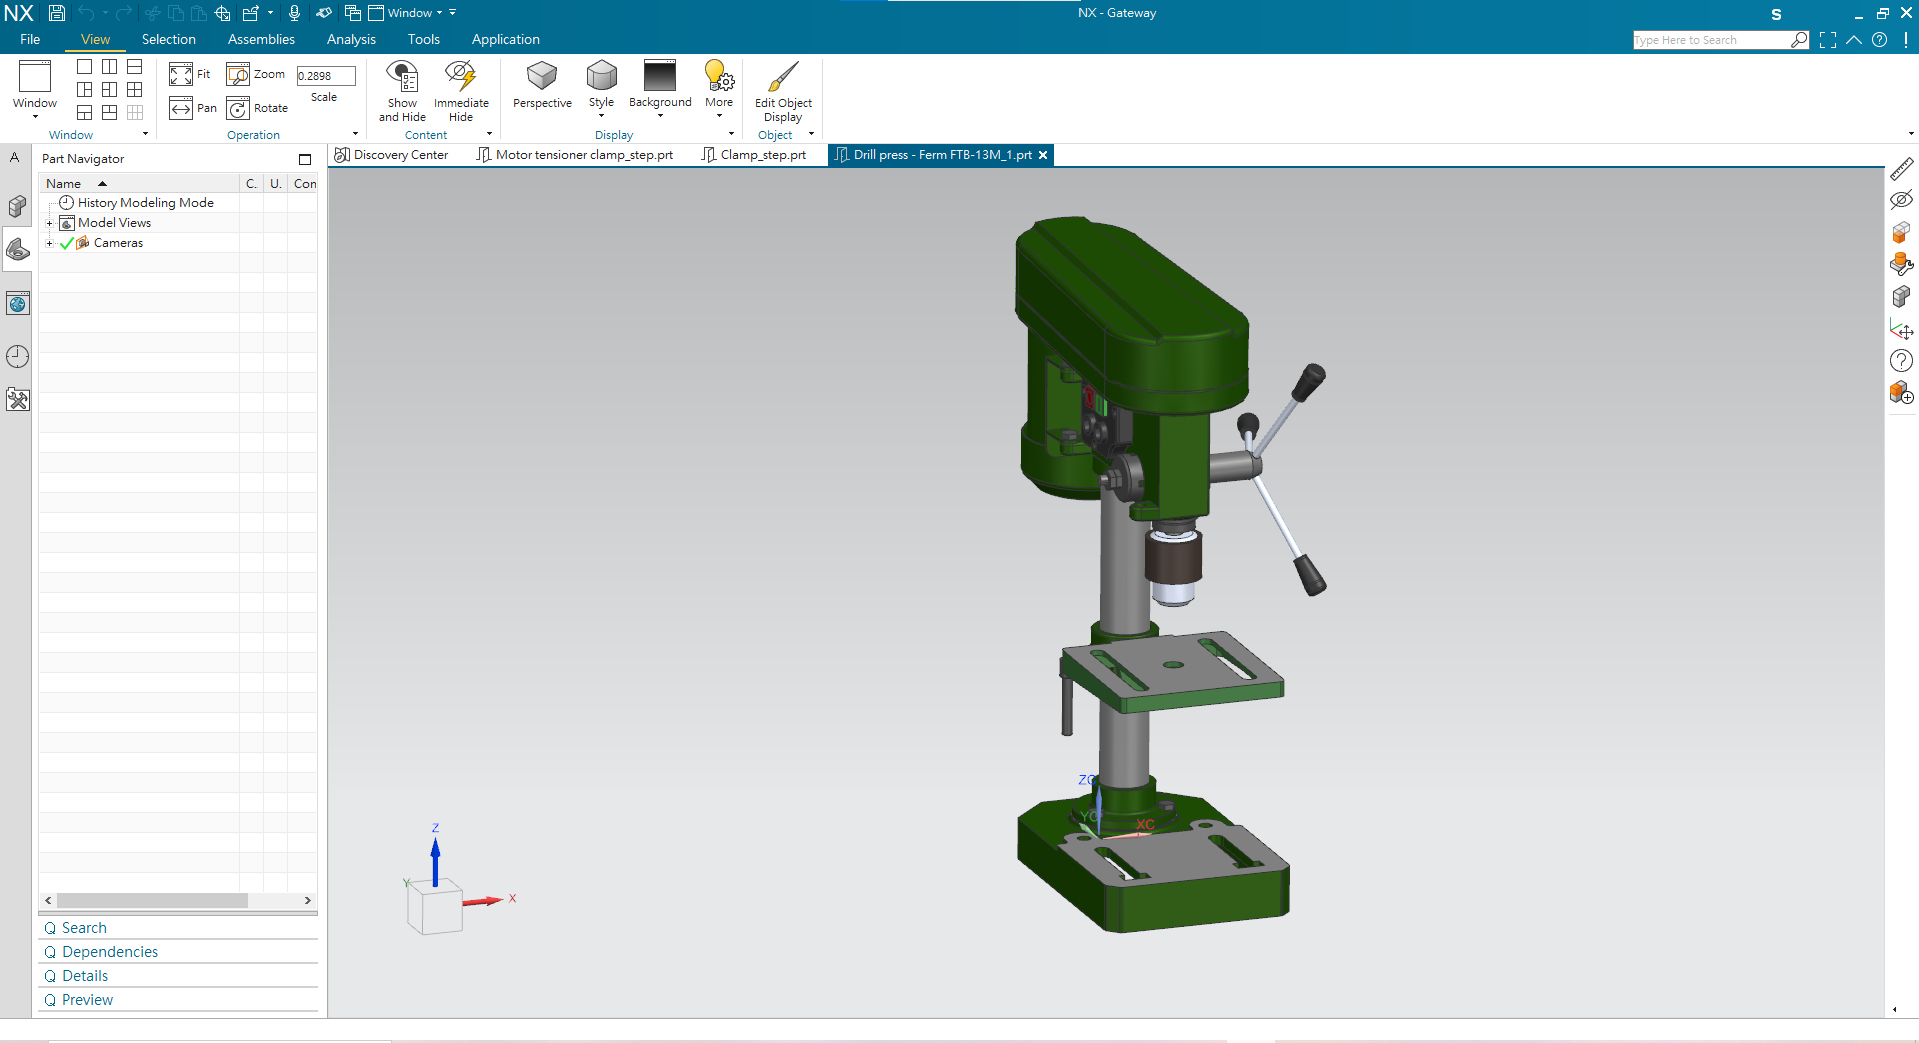 NX Window NX - Gateway S
File View Selection Assemblies Analysis Tools Application Type Here to Search
Window
Window
Fit
Pan
Zoom
Rotate
0.2898
Scale
Operation
Show and Hide
Immediate Hide
Content
Perspective
Style
Background
More
Display
Edit Object Display
Object
A
Part Navigator
Discovery Center
Motor tensioner clamp_step.prt
Clamp_step.prt
Drill press - Ferm FTB-13M_1.prt
Name C. U. Con
History Modeling Mode
Model Views
Cameras
ZC
YC
XC
Z
Y
X
Search
Dependencies
Details
Preview